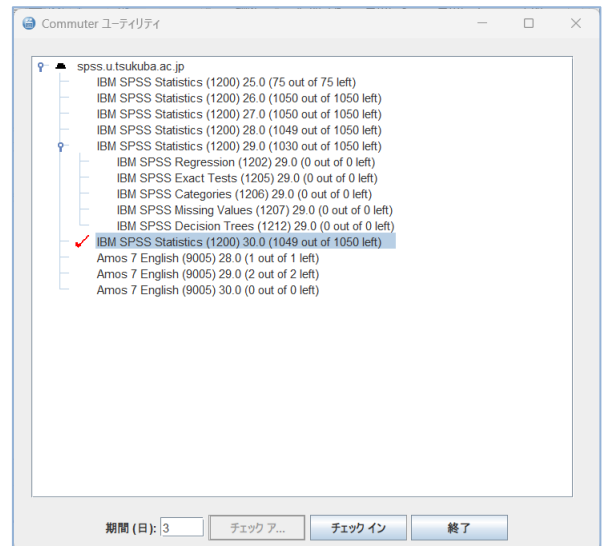 Commuter ユーティリティ
spss.u.tsukuba.ac.jp
IBM SPSS Statistics (1200) 25.0 (75 out of 75 left)
IBM SPSS Statistics (1200) 26.0 (1050 out of 1050 left)
IBM SPSS Statistics (1200) 27.0 (1050 out of 1050 left)
IBM SPSS Statistics (1200) 28.0 (1049 out of 1050 left)
IBM SPSS Statistics (1200) 29.0 (1030 out of 1050 left)
IBM SPSS Regression (1202) 29.0 (0 out of 0 left)
IBM SPSS Exact Tests (1205) 29.0 (0 out of 0 left)
IBM SPSS Categories (1206) 29.0 (0 out of 0 left)
IBM SPSS Missing Values (1207) 29.0 (0 out of 0 left)
IBM SPSS Decision Trees (1212) 29.0 (0 out of 0 left)
IBM SPSS Statistics (1200) 30.0 (1049 out of 1050 left)
Amos 7 English (9005) 28.0 (1 out of 1 left)
Amos 7 English (9005) 29.0 (2 out of 2 left)
Amos 7 English (9005) 30.0 (0 out of 0 left)
期間 (日): 3 チェック ア... チェック イン 終了